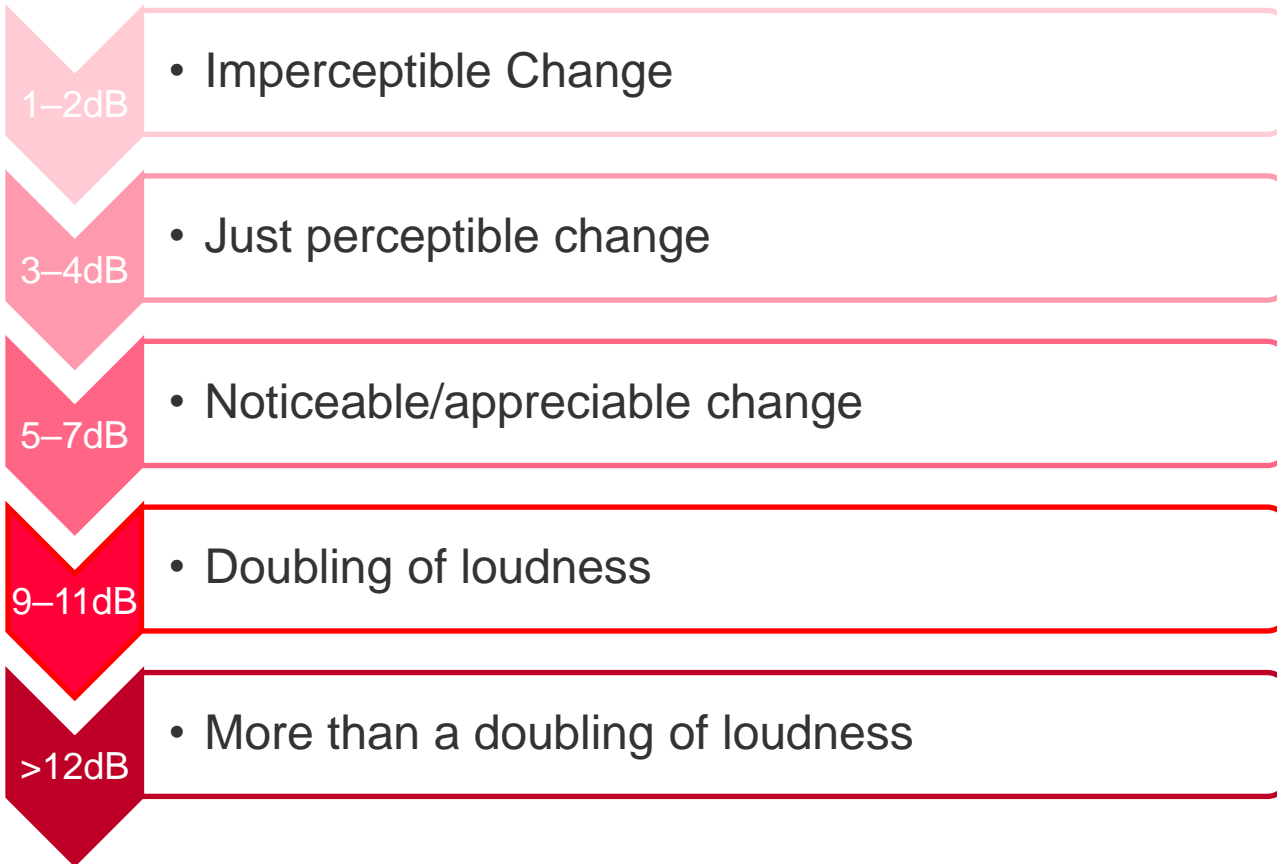 1–2dB
• Imperceptible Change
3–4dB
• Just perceptible change
5–7dB
• Noticeable/appreciable change
9–11dB
• Doubling of loudness
>12dB
• More than a doubling of loudness